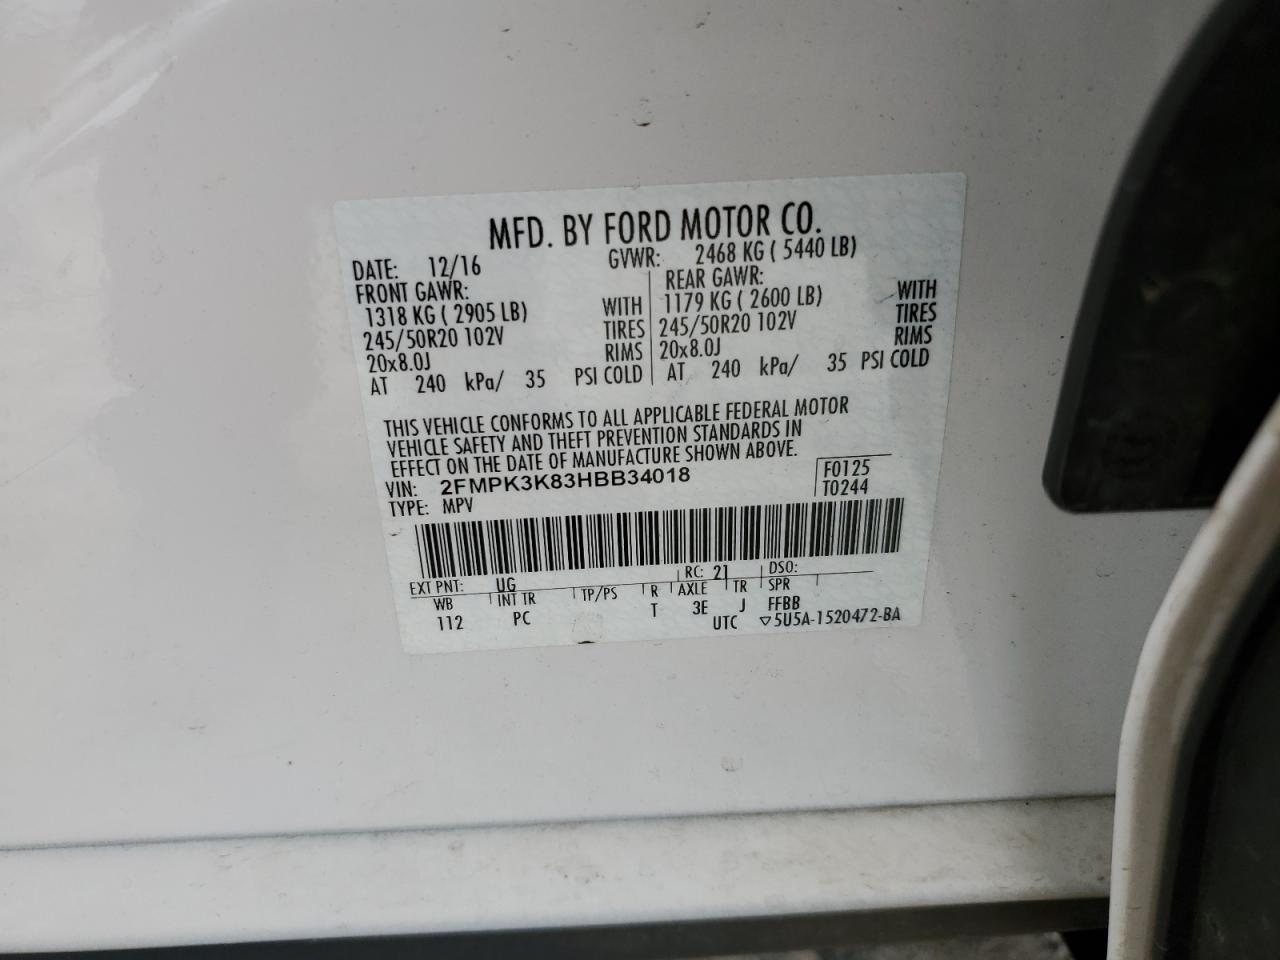 MFD. BY FORD MOTOR CO.
DATE: 12/16 GVWR: 2468 KG ( 5440 LB)
FRONT GAWR: REAR GAWR:
1318 KG ( 2905 LB) WITH 1179 KG ( 2600 LB) WITH
245/50R20 102V TIRES 245/50R20 102V TIRES
20x8.0J RIMS 20x8.0J RIMS
AT 240 kPa/ 35 PSI COLD AT 240 kPa/ 35 PSI COLD
THIS VEHICLE CONFORMS TO ALL APPLICABLE FEDERAL MOTOR
VEHICLE SAFETY AND THEFT PREVENTION STANDARDS IN
EFFECT ON THE DATE OF MANUFACTURE SHOWN ABOVE.
VIN: 2FMPK3K83HBB34018 F0125
TYPE: MPV T0244
EXT PNT: UG RC: 21 DSO:
WB INT TR TP/PS R AXLE TR SPR
112 PC T 3E J FFBB
UTC ▽5U5A-1520472-BA